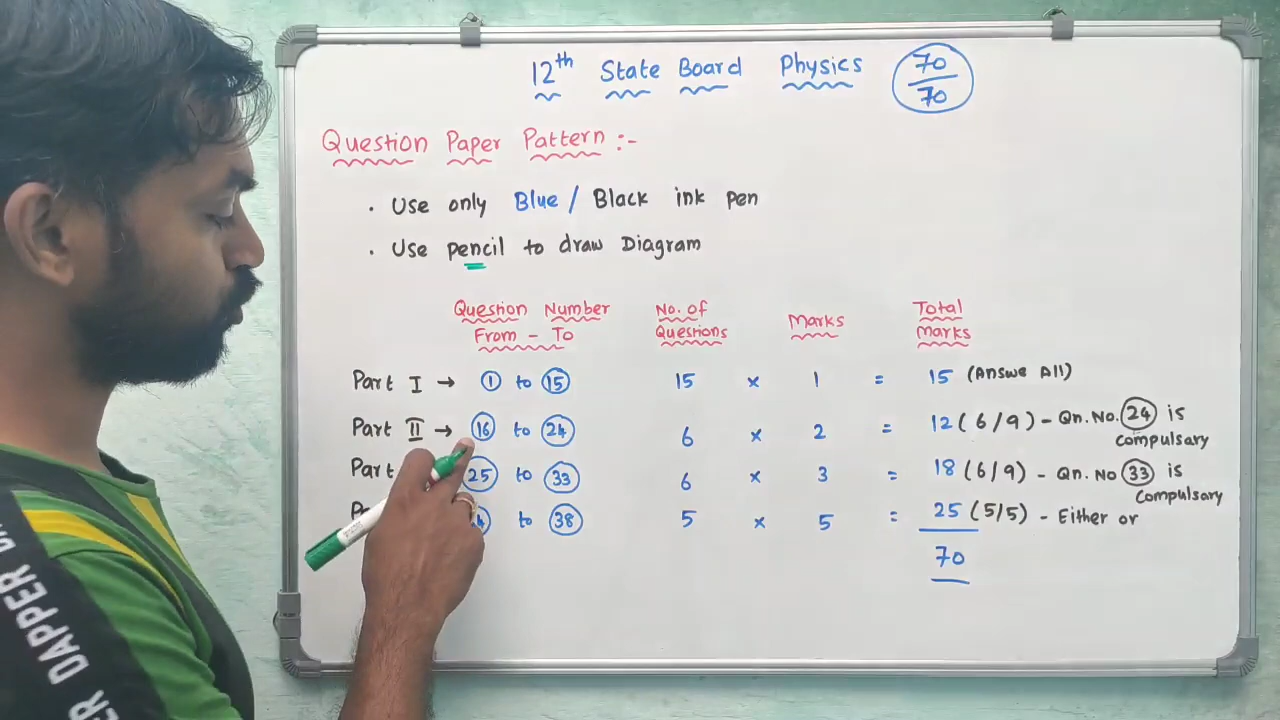 12th State Board Physics 70/70
Question Paper Pattern :-
. Use only Blue / Black ink pen
. Use pencil to draw Diagram
Question Number From - To No. of Questions Marks Total marks
Part I → 1 to 15 15 × 1 = 15 (Answe All)
Part II → 16 to 24 6 × 2 = 12 (6/9) - Qn. No. 24 is compulsary
Part 25 to 33 6 × 3 = 18 (6/9) - Qn. No 33 is compulsary
to 38 5 × 5 = 25 (5/5) - Either or
70
DAPPER
DAPPER